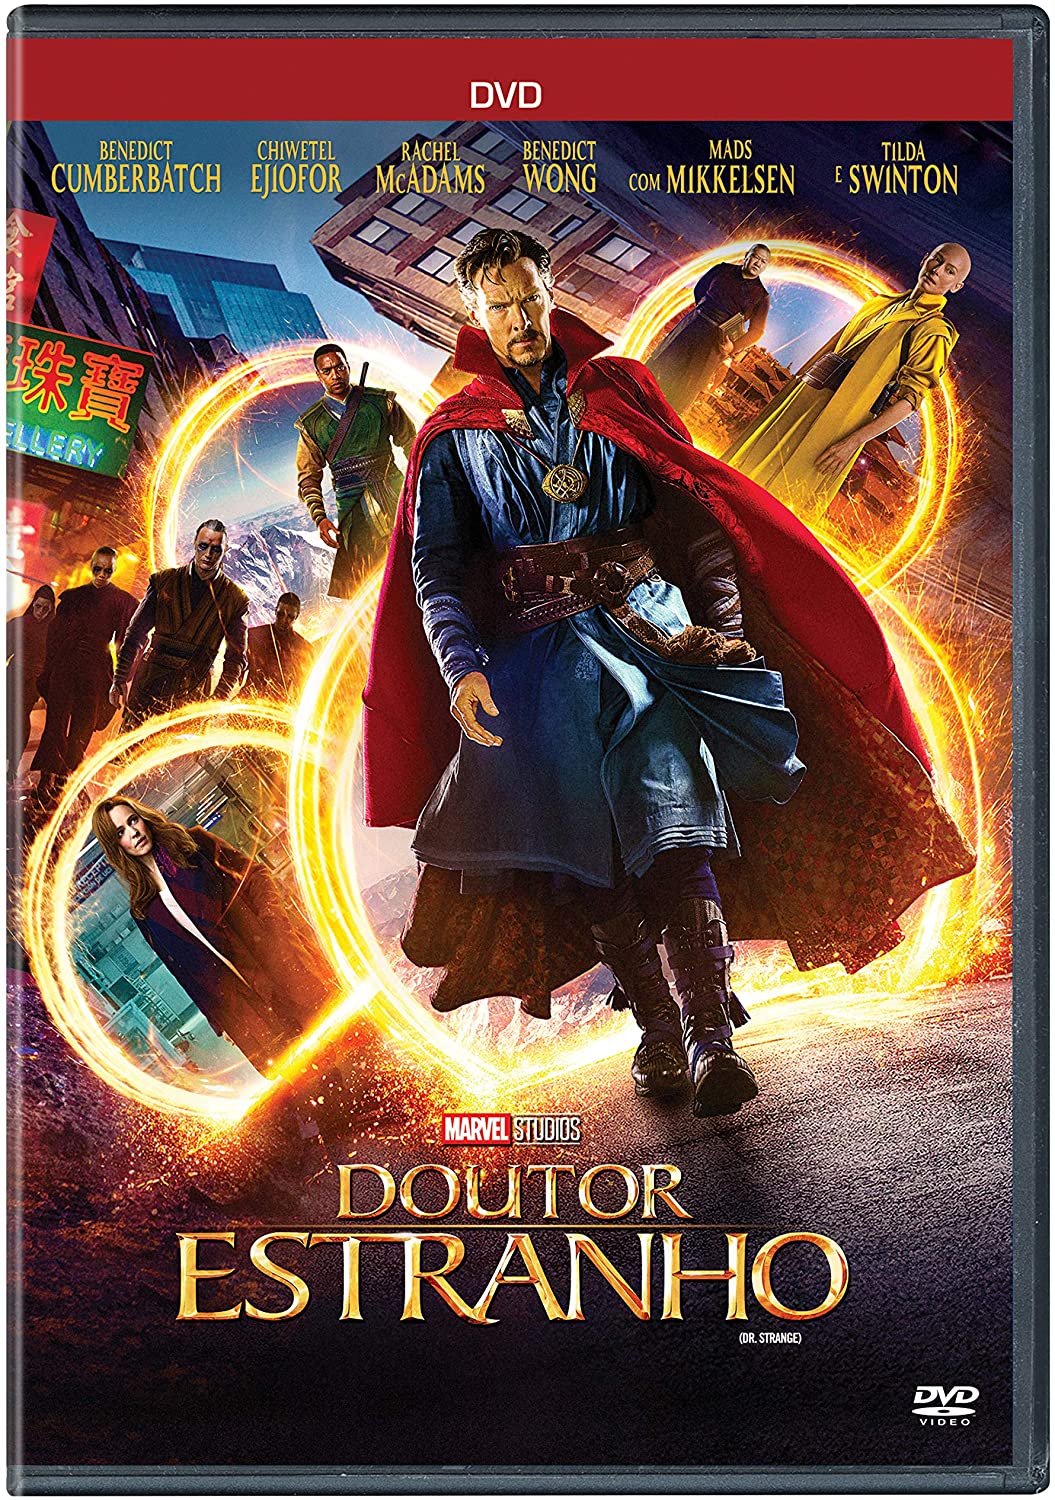 DVD
BENEDICT CUMBERBATCH
CHIWETEL EJIOFOR
RACHEL McADAMS
BENEDICT WONG
COM MADS MIKKELSEN
E TILDA SWINTON
珠寶
ELLERY
MARVEL STUDIOS
DOUTOR
ESTRANHO
(DR. STRANGE)
DVD
VIDEO